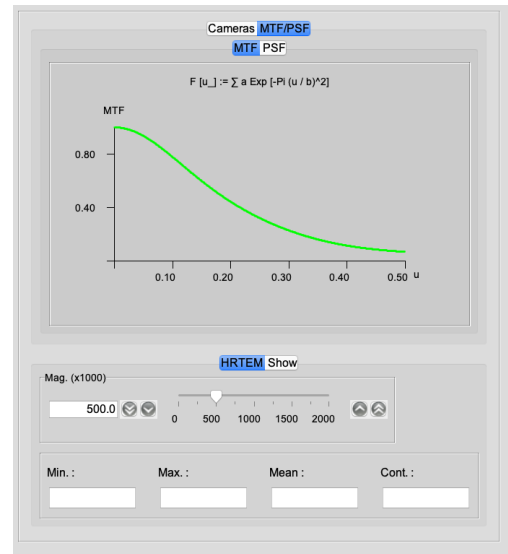 Cameras MTF/PSF
MTF PSF
F [u_] := ∑ a Exp [-Pi (u / b)^2]
MTF
0.80
0.40
0.10 0.20 0.30 0.40 0.50 u
HRTEM Show
Mag. (x1000)
500.0
0 500 1000 1500 2000
Min. : Max. : Mean : Cont. :